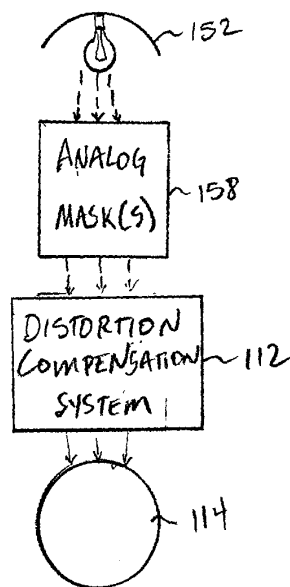 152
ANALOG
MASK(S)
158
DISTORTION
COMPENSATION
SYSTEM
112
114